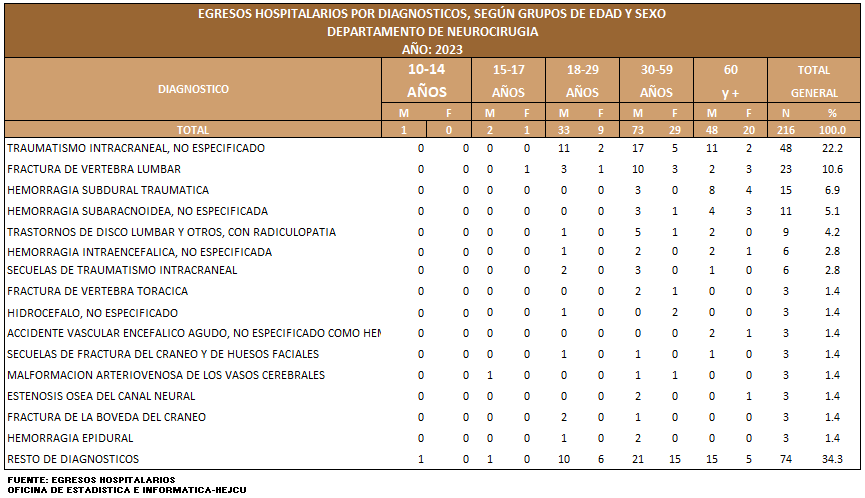 EGRESOS HOSPITALARIOS POR DIAGNOSTICOS, SEGÚN GRUPOS DE EDAD Y SEXO
DEPARTAMENTO DE NEUROCIRUGIA
AÑO: 2023
DIAGNOSTICO 10-14 AÑOS 15-17 AÑOS 18-29 AÑOS 30-59 AÑOS 60 y + TOTAL GENERAL
M F M F M F M F M F N %
TOTAL 1 0 2 1 33 9 73 29 48 20 216 100.0
TRAUMATISMO INTRACRANEAL, NO ESPECIFICADO 0 0 0 0 11 2 17 5 11 2 48 22.2
FRACTURA DE VERTEBRA LUMBAR 0 0 0 1 3 1 10 3 2 3 23 10.6
HEMORRAGIA SUBDURAL TRAUMATICA 0 0 0 0 0 0 3 0 8 4 15 6.9
HEMORRAGIA SUBARACNOIDEA, NO ESPECIFICADA 0 0 0 0 0 0 3 1 4 3 11 5.1
TRASTORNOS DE DISCO LUMBAR Y OTROS, CON RADICULOPATIA 0 0 0 0 1 0 5 1 2 0 9 4.2
HEMORRAGIA INTRAENCEFALICA, NO ESPECIFICADA 0 0 0 0 1 0 2 0 2 1 6 2.8
SECUELAS DE TRAUMATISMO INTRACRANEAL 0 0 0 0 2 0 3 0 1 0 6 2.8
FRACTURA DE VERTEBRA TORACICA 0 0 0 0 0 0 2 1 0 0 3 1.4
HIDROCEFALO, NO ESPECIFICADO 0 0 0 0 1 0 0 2 0 0 3 1.4
ACCIDENTE VASCULAR ENCEFALICO AGUDO, NO ESPECIFICADO COMO HEM 0 0 0 0 0 0 0 0 2 1 3 1.4
SECUELAS DE FRACTURA DEL CRANEO Y DE HUESOS FACIALES 0 0 0 0 1 0 1 0 1 0 3 1.4
MALFORMACION ARTERIOVENOSA DE LOS VASOS CEREBRALES 0 0 1 0 0 0 1 1 0 0 3 1.4
ESTENOSIS OSEA DEL CANAL NEURAL 0 0 0 0 0 0 2 0 0 1 3 1.4
FRACTURA DE LA BOVEDA DEL CRANEO 0 0 0 0 2 0 1 0 0 0 3 1.4
HEMORRAGIA EPIDURAL 0 0 0 0 1 0 2 0 0 0 3 1.4
RESTO DE DIAGNOSTICOS 1 0 1 0 10 6 21 15 15 5 74 34.3
FUENTE: EGRESOS HOSPITALARIOS
OFICINA DE ESTADISTICA E INFORMATICA-HEJCU